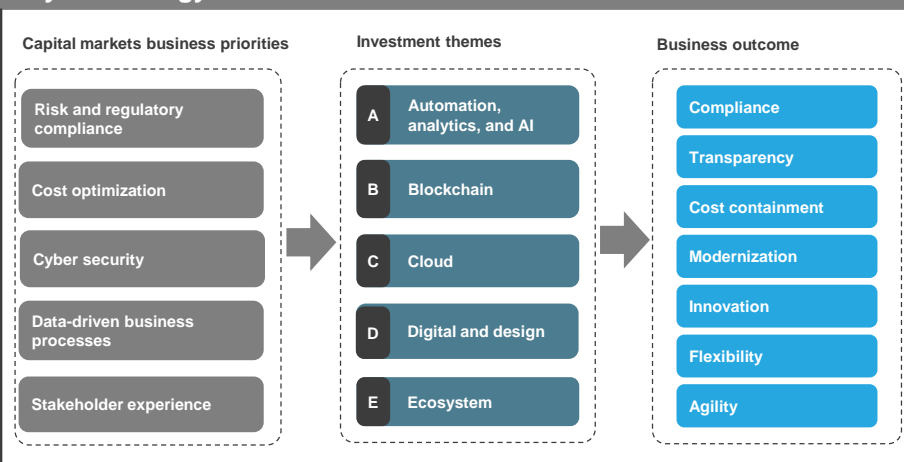 Capital markets business priorities
Risk and regulatory
compliance
Cost optimization
Cyber security
Data-driven business
processes
Stakeholder experience
Investment themes
A
Automation,
analytics, and AI
B
Blockchain
C
Cloud
D
Digital and design
E
Ecosystem
Business outcome
Compliance
Transparency
Cost containment
Modernization
Innovation
Flexibility
Agility